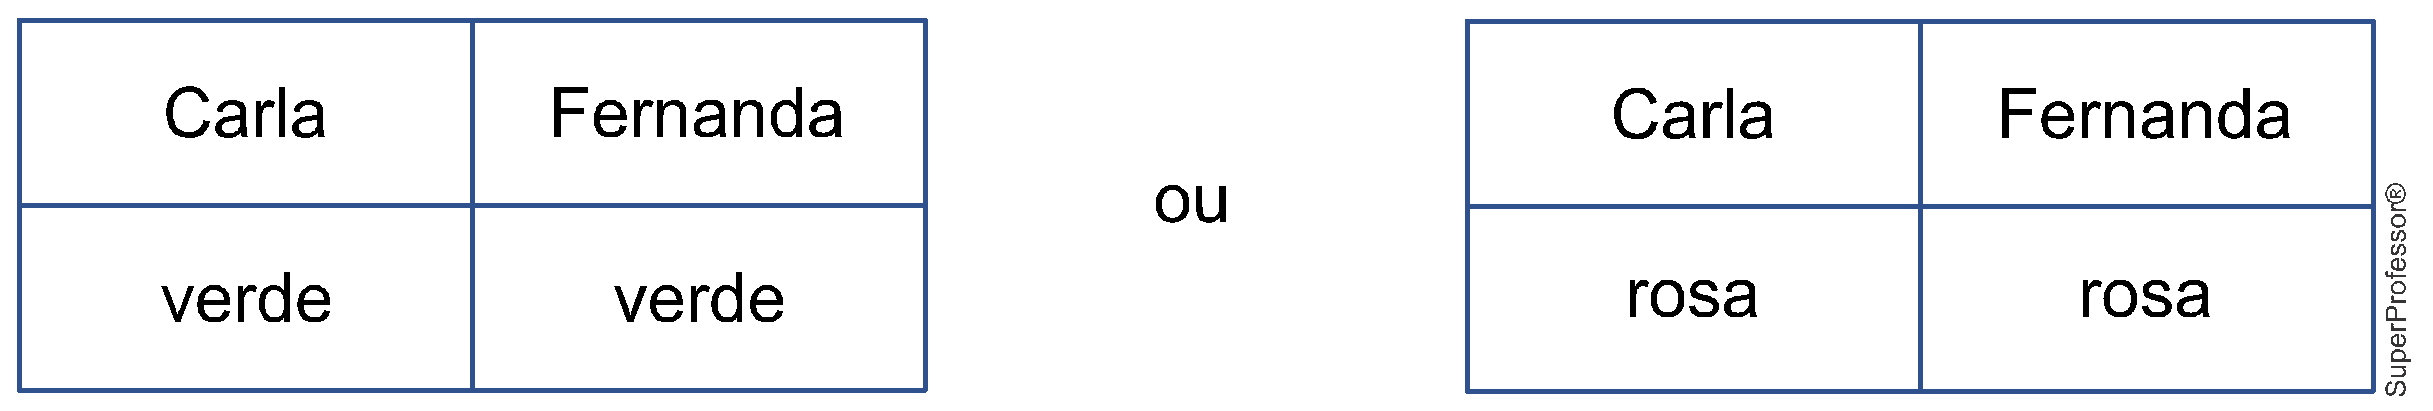 Carla Fernanda
verde verde
ou
Carla Fernanda
rosa rosa
SuperProfessor®